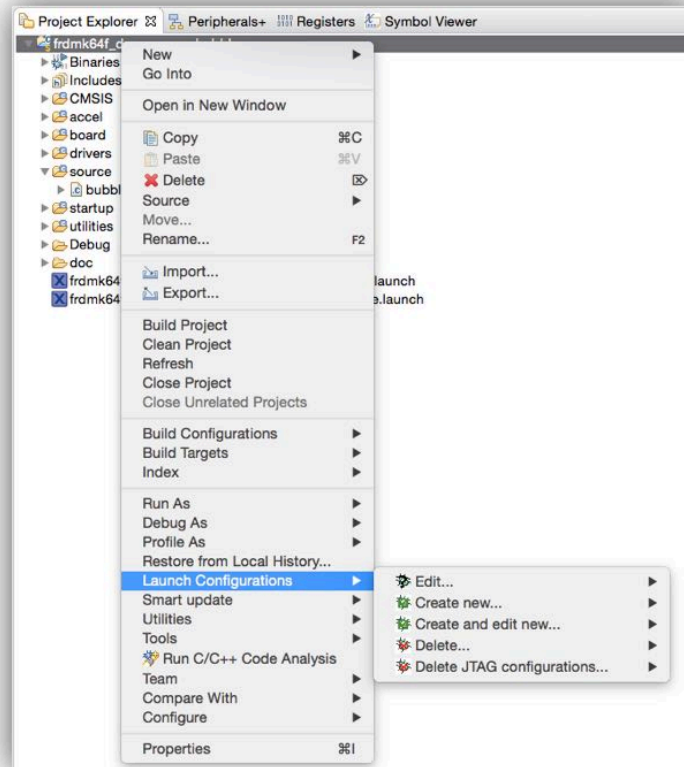 Project Explorer Peripherals+ Registers Symbol Viewer
New
Go Into
Open in New Window
Copy ⌘C
Paste ⌘V
Delete ⌦
Source
Move...
Rename... F2
Import...
Export...
Build Project
Clean Project
Refresh
Close Project
Close Unrelated Projects
Build Configurations
Build Targets
Index
Run As
Debug As
Profile As
Restore from Local History...
Launch Configurations
Smart update
Utilities
Tools
Run C/C++ Code Analysis
Team
Compare With
Configure
Properties ⌘I
Edit...
Create new...
Create and edit new...
Delete...
Delete JTAG configurations...
frdmk64f_d
Binaries
Includes
CMSIS
accel
board
drivers
source
bubbl
startup
utilities
Debug
doc
frdmk64 launch
frdmk64 e.launch